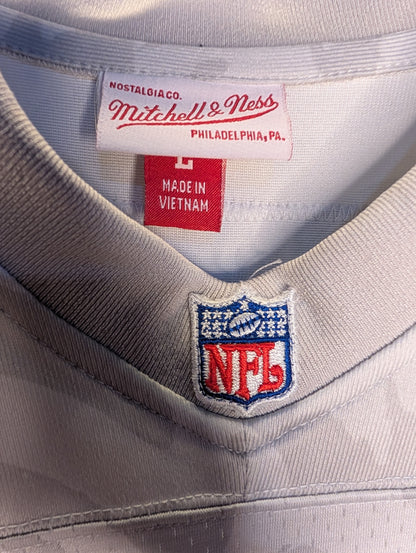 NOSTALGIA CO.
Mitchell & Ness
PHILADELPHIA, PA.
L
MADE IN
VIETNAM
NFL